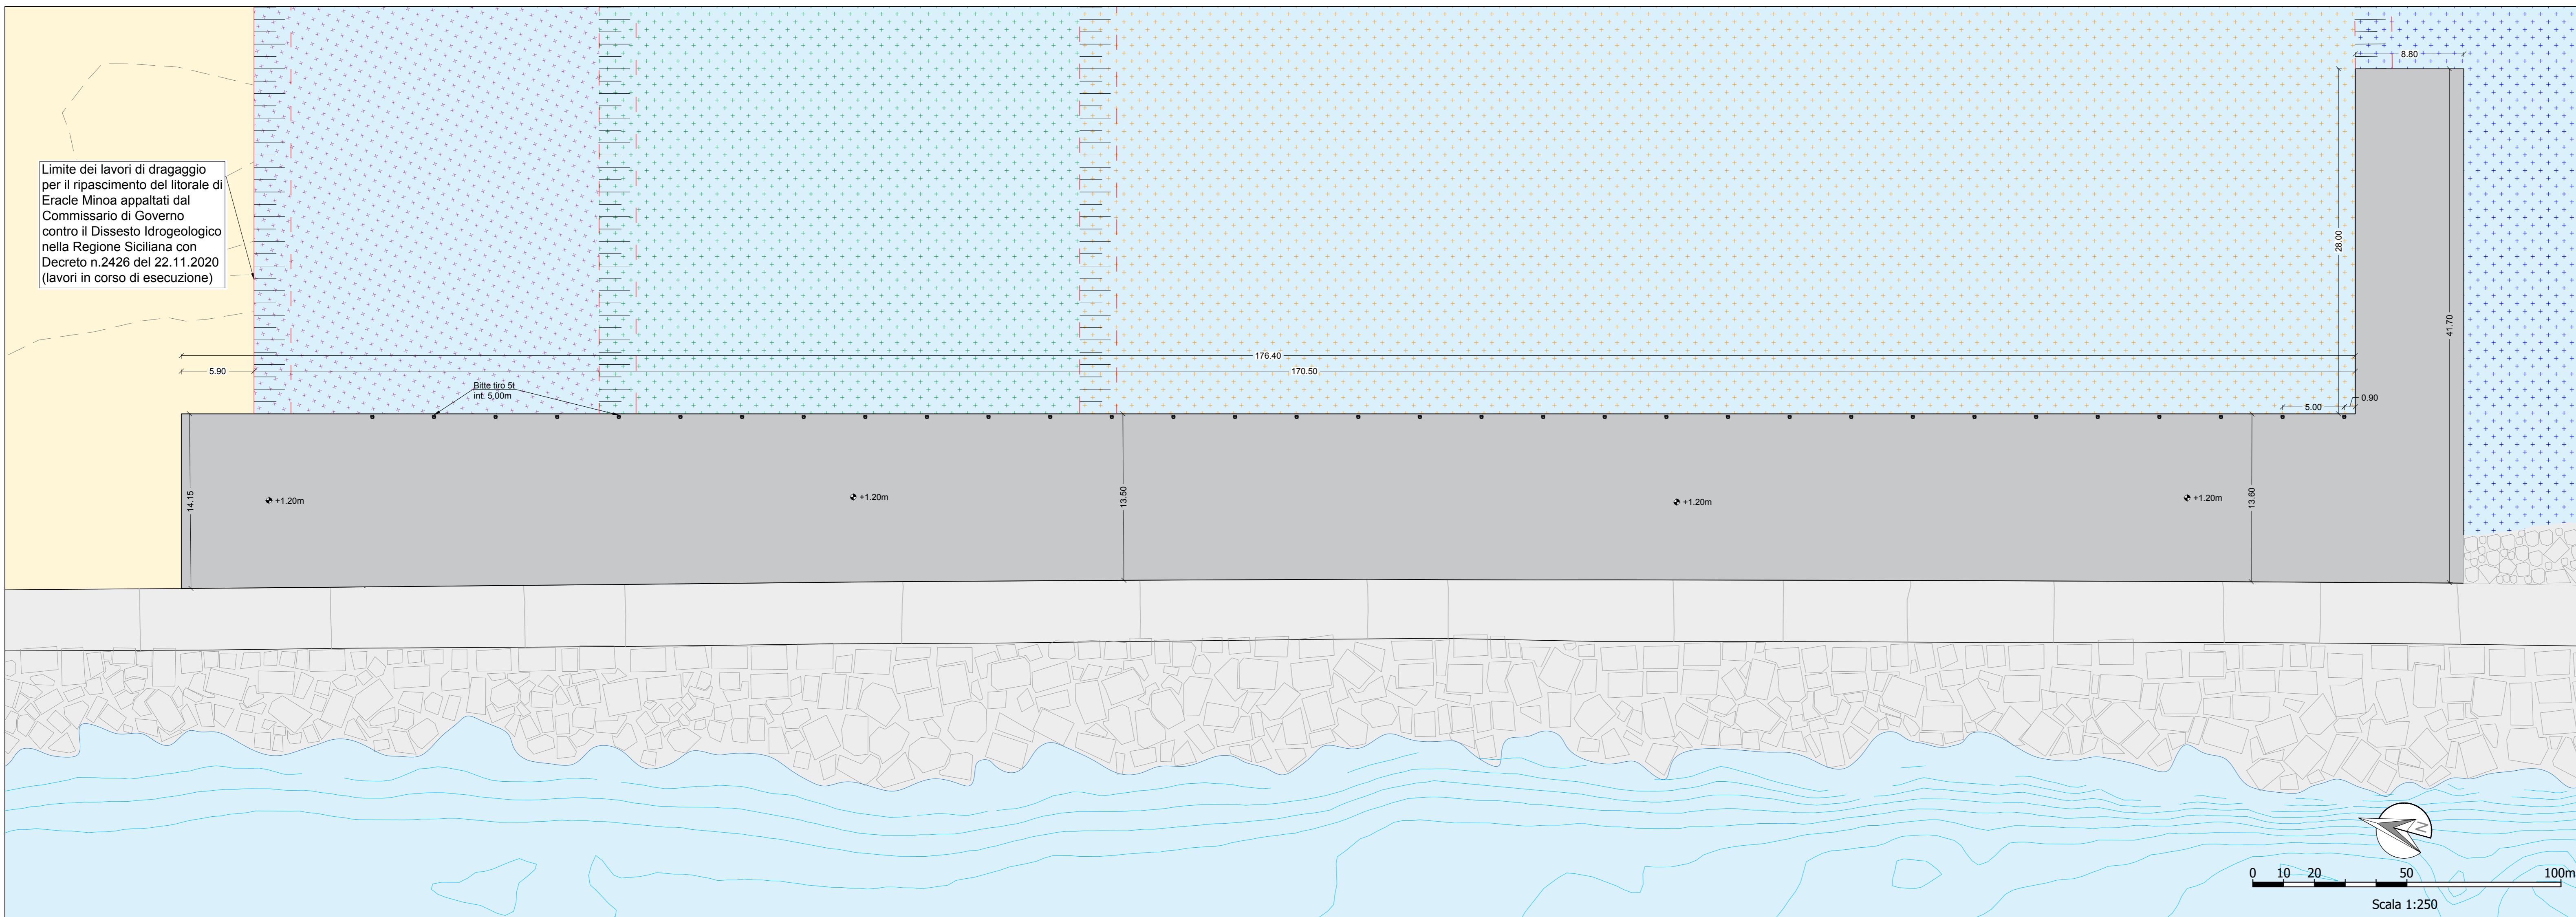 8.80
Limite dei lavori di dragaggio
per il ripascimento del litorale di
Eracle Minoa appaltati dal
Commissario di Governo
contro il Dissesto Idrogeologico
nella Regione Siciliana con
Decreto n.2426 del 22.11.2020
(lavori in corso di esecuzione)
28.00
41.70
176.40
5.90
170.50
Bitte tiro 5t
int. 5,00m
5.00
0.90
14.15
+1.20m
+1.20m
13.50
+1.20m
+1.20m
13.60
N
0 10 20 50 100m
Scala 1:250